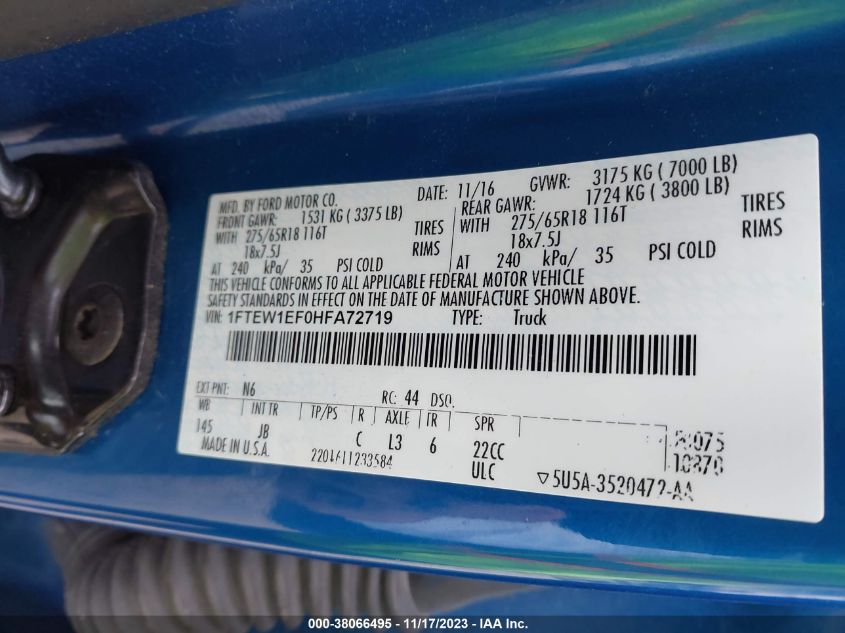 MFD. BY FORD MOTOR CO. DATE: 11/16 GVWR: 3175 KG ( 7000 LB)
FRONT GAWR: 1531 KG ( 3375 LB) REAR GAWR: 1724 KG ( 3800 LB)
WITH 275/65R18 116T TIRES WITH 275/65R18 116T TIRES
18x7.5J RIMS 18x7.5J RIMS
AT 240 kPa/ 35 PSI COLD AT 240 kPa/ 35 PSI COLD
THIS VEHICLE CONFORMS TO ALL APPLICABLE FEDERAL MOTOR VEHICLE
SAFETY STANDARDS IN EFFECT ON THE DATE OF MANUFACTURE SHOWN ABOVE.
VIN: 1FTEW1EF0HFA72719 TYPE: Truck
EXT PNT: N6 RC: 44 DSO:
WB INT TR TP/PS R AXLE TR SPR
145 JB C L3 6 22CC
MADE IN U.S.A. ULC
▽5U5A-3520472-AA
000-38066495 - 11/17/2023 - IAA, Inc.